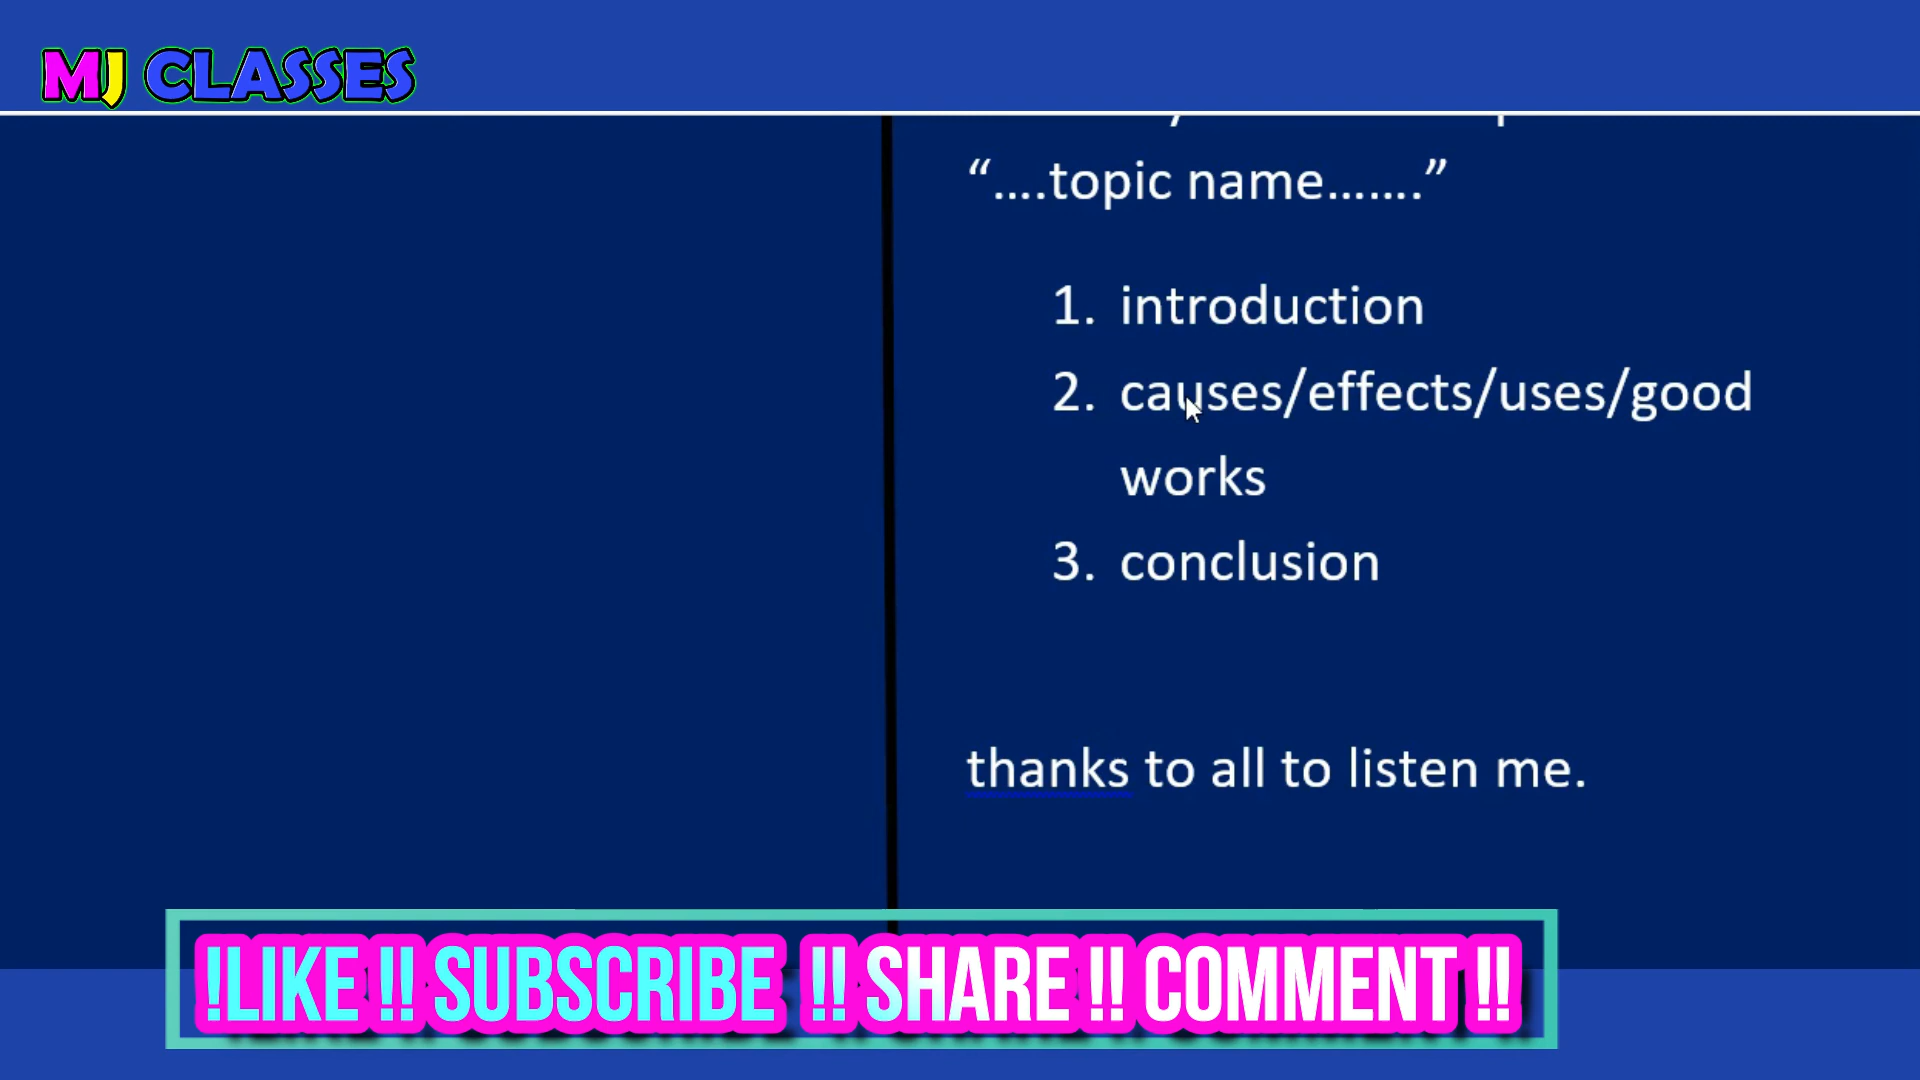 MJ CLASSES
“....topic name.......”
1. introduction
2. causes/effects/uses/good
works
3. conclusion
thanks to all to listen me.
!LIKE !! SUBSCRIBE !! SHARE !! COMMENT !!